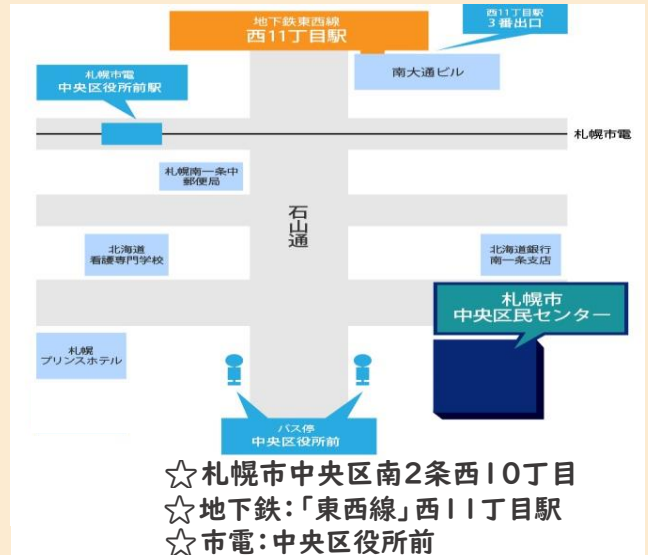 地下鉄東西線
西11丁目駅
西11丁目駅
3番出口
南大通ビル
札幌市電
中央区役所前駅
札幌市電
札幌南一条中
郵便局
石山通
北海道
看護専門学校
北海道銀行
南一条支店
札幌市
中央区民センター
札幌
プリンスホテル
バス停
中央区役所前
☆札幌市中央区南2条西10丁目
☆地下鉄:「東西線」西11丁目駅
☆市電:中央区役所前